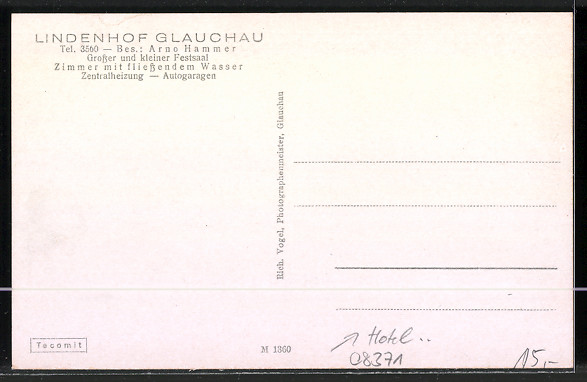 LINDENHOF GLAUCHAU
Tel. 3560 — Bes.: Arno Hammer
Großer und kleiner Festsaal
Zimmer mit fließendem Wasser
Zentralheizung — Autogaragen
Rich. Vogel, Photographenmeister, Glauchau
Tecomit
M 1360
Hotel..
08371
15,-